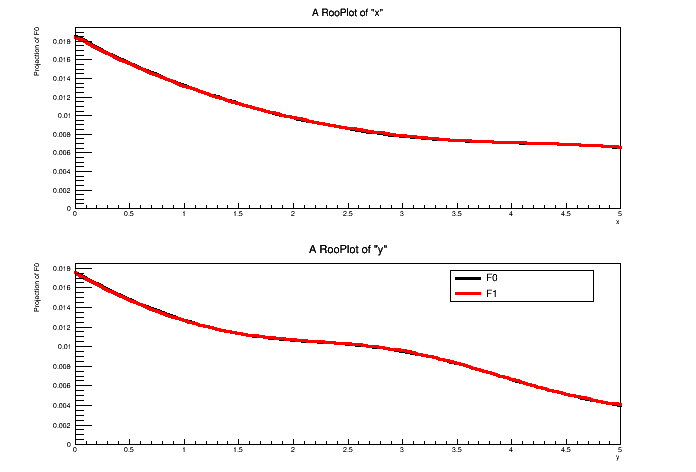 A RooPlot of "x"
Projection of F0
0.018
0.016
0.014
0.012
0.01
0.008
0.006
0.004
0.002
0
0 0.5 1 1.5 2 2.5 3 3.5 4 4.5 5
x
A RooPlot of "y"
Projection of F0
0.018
0.016
0.014
0.012
0.01
0.008
0.006
0.004
0.002
0
F0
F1
0 0.5 1 1.5 2 2.5 3 3.5 4 4.5 5
y